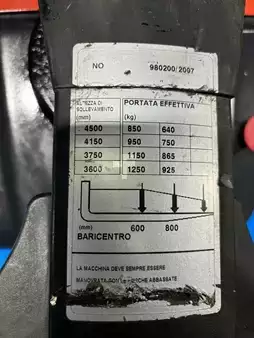 NO 980200/2007
ALTEZZA DI SOLLEVAMENTO (mm) PORTATA EFFETTIVA (kg)
4500 850 640
4150 950 750
3750 1150 865
3600 1250 925
(mm) 600 800
BARICENTRO
LA MACCHINA DEVE SEMPRE ESSERE
MANOVRATA CON LE FORCHE ABBASSATE